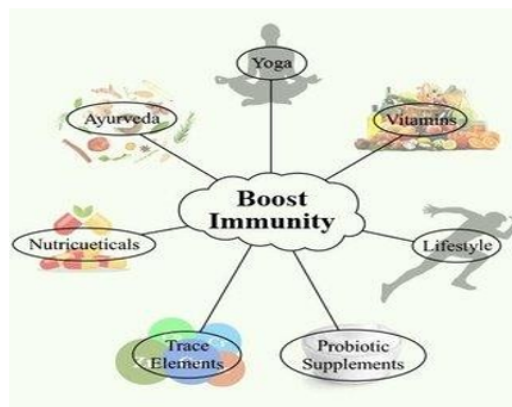 Yoga
Ayurveda
Vitamins
Boost
Immunity
Nutricueticals
Lifestyle
Trace
Elements
Probiotic
Supplements